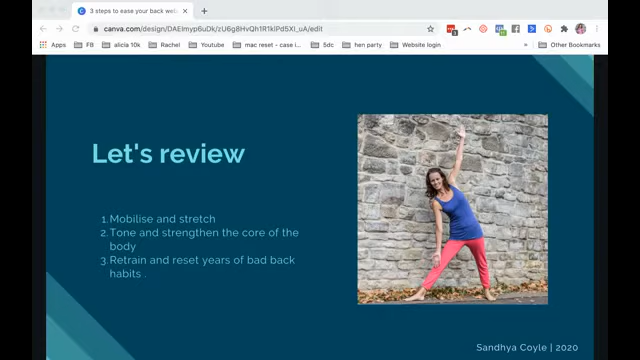 3 steps to ease your back
canva.com/design/DAEImyp6uDk/zU6g8HvQh1R1kIPd5Xl_uA/edit
Apps FB alicia 10k Rachel Youtube mac reset - case i... 5dc hen party Website login » Other Bookmarks
Let's review
1. Mobilise and stretch
2. Tone and strengthen the core of the
body
3. Retrain and reset years of bad back
habits .
Sandhya Coyle | 2020